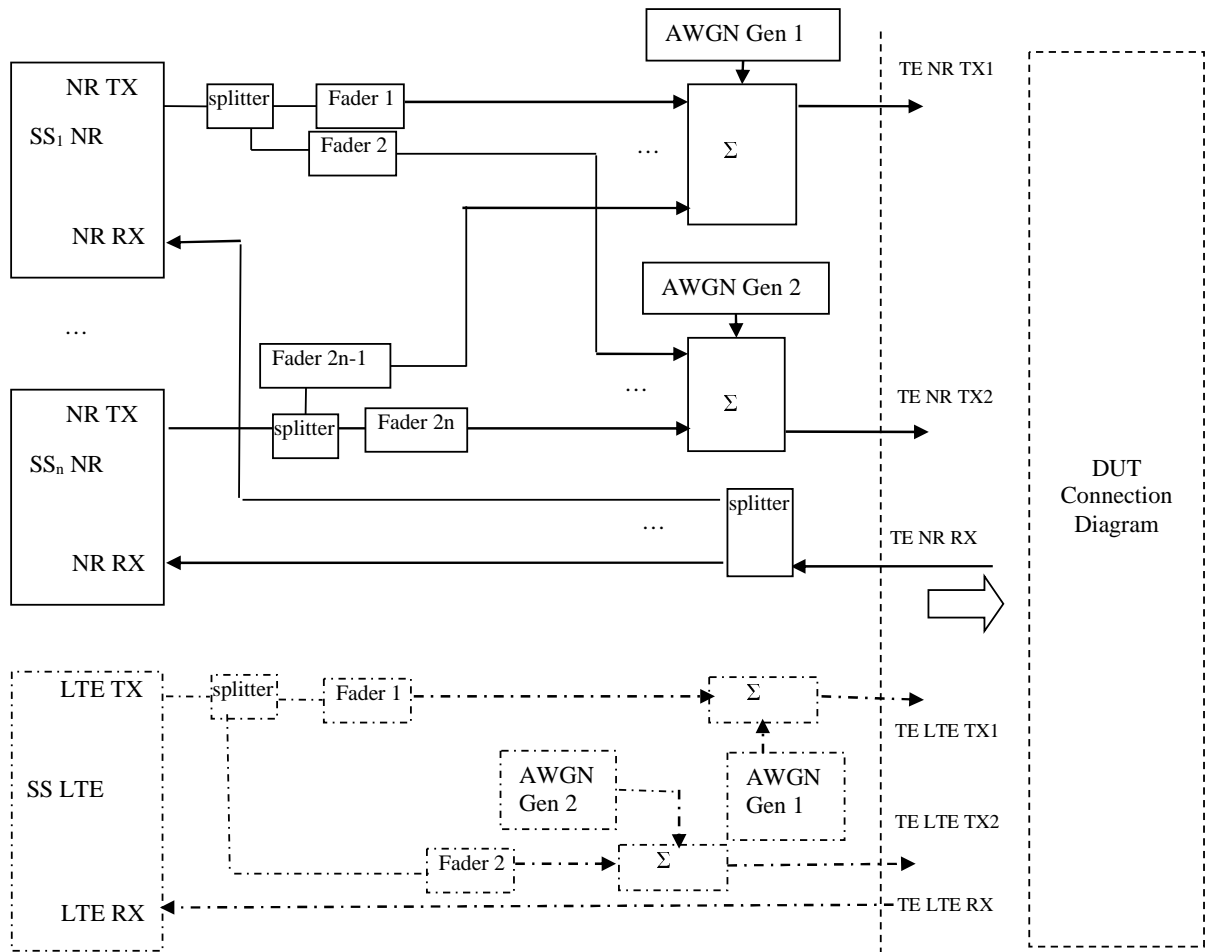 AWGN Gen 1
TE NR TX1
NR TX
splitter
Fader 1
SS₁ NR
Fader 2
…
Σ
NR RX
AWGN Gen 2
…
Fader 2n-1
…
Σ
TE NR TX2
NR TX
splitter
Fader 2n
SSₙ NR
DUT
Connection
Diagram
splitter
…
TE NR RX
NR RX
LTE TX
splitter
Fader 1
Σ
TE LTE TX1
SS LTE
AWGN
Gen 2
AWGN
Gen 1
TE LTE TX2
Fader 2
Σ
LTE RX
TE LTE RX